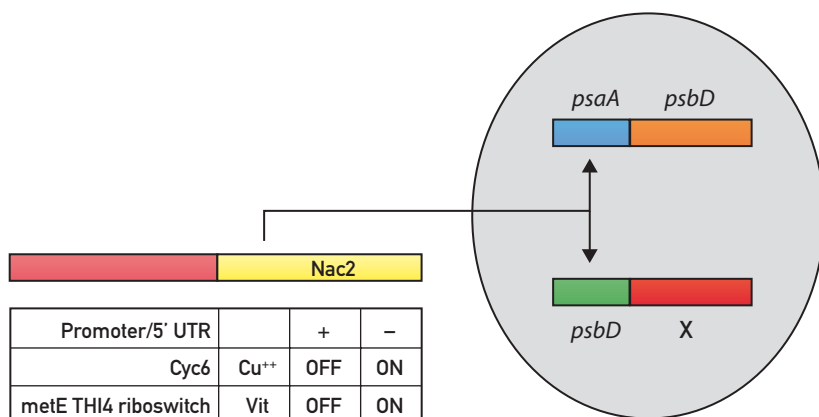 psaA psbD
Nac2
psbD X
Promoter/5' UTR + –
Cyc6 Cu++ OFF ON
metE THI4 riboswitch Vit OFF ON